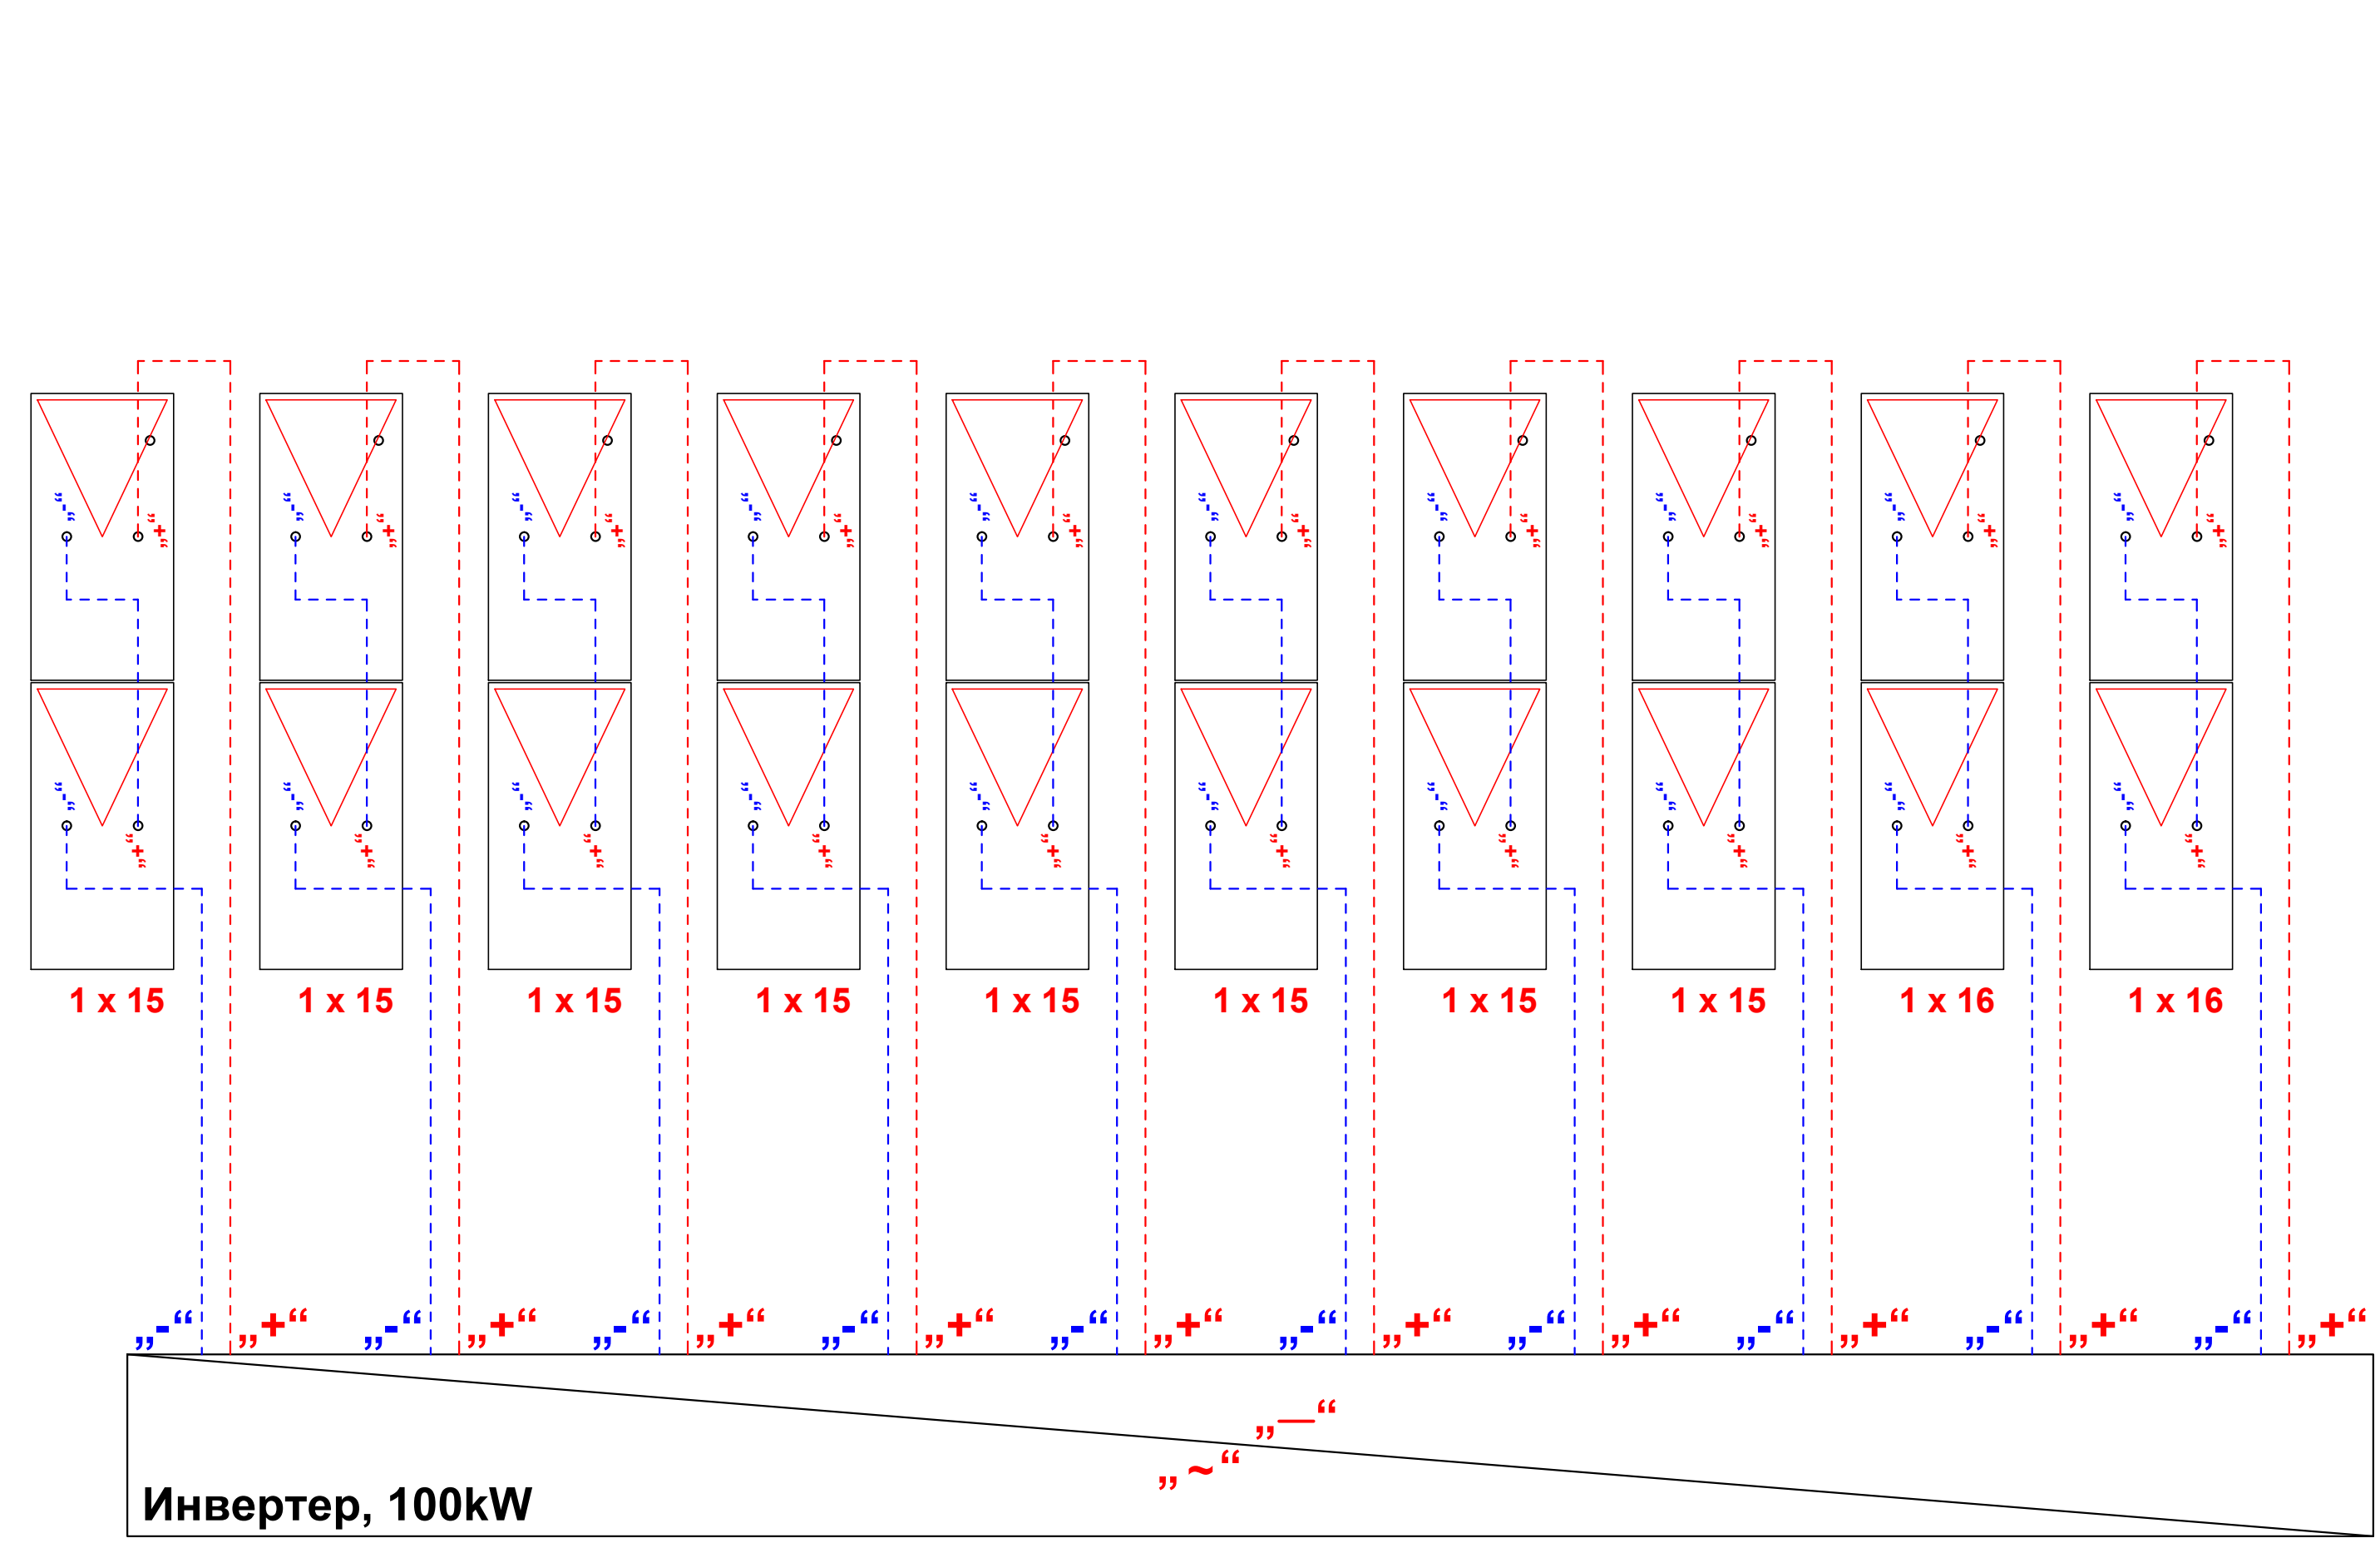 „-“ „+“ „-“ „+“ „-“ „+“ „-“ „+“ „-“ „+“ „-“ „+“ „-“ „+“ „-“ „+“ „-“ „+“ „-“ „+“
„-“ „+“ „-“ „+“ „-“ „+“ „-“ „+“ „-“ „+“ „-“ „+“ „-“ „+“ „-“ „+“ „-“ „+“ „-“ „+“
1 x 15 1 x 15 1 x 15 1 x 15 1 x 15 1 x 15 1 x 15 1 x 15 1 x 16 1 x 16
„-“ „+“ „-“ „+“ „-“ „+“ „-“ „+“ „-“ „+“ „-“ „+“ „-“ „+“ „-“ „+“ „-“ „+“ „-“ „+“
„—“
„~“
Инвертер, 100kW